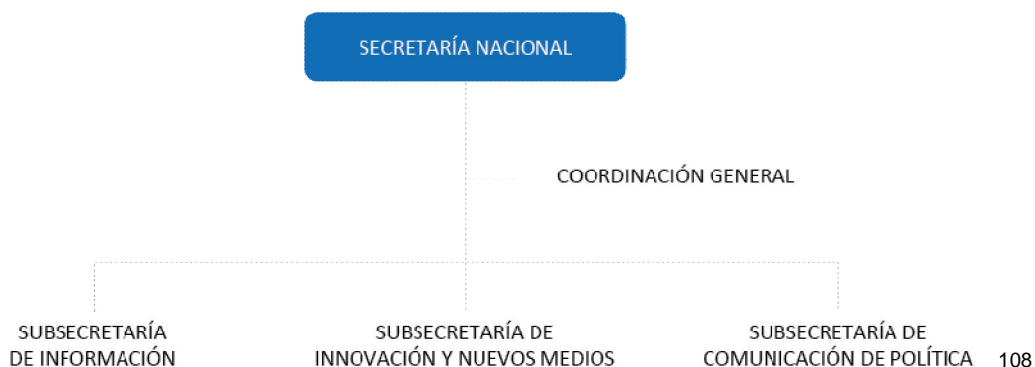 SECRETARÍA NACIONAL
COORDINACIÓN GENERAL
SUBSECRETARÍA
DE INFORMACIÓN
SUBSECRETARÍA DE
INNOVACIÓN Y NUEVOS MEDIOS
SUBSECRETARÍA DE
COMUNICACIÓN DE POLÍTICA
108